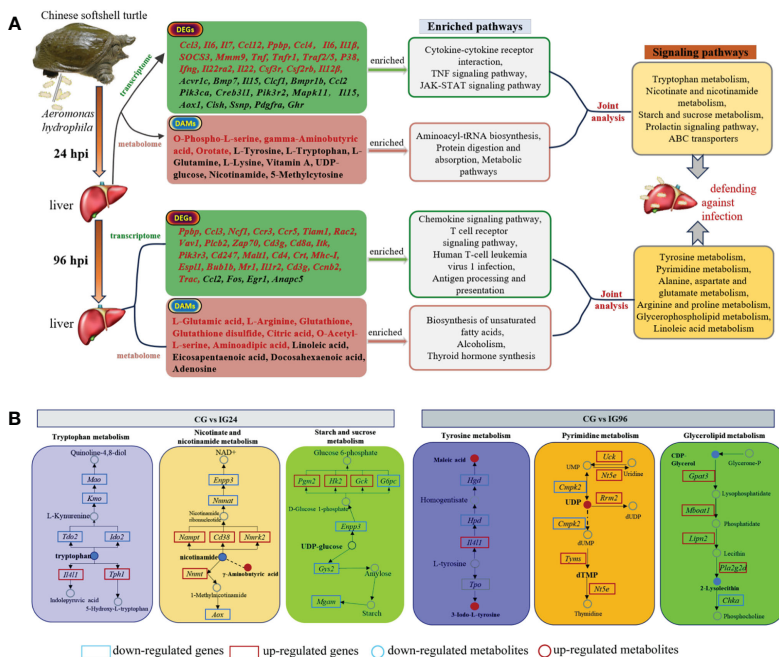 A
Chinese softshell turtle
Aeromonas
hydrophila
24 hpi
liver
96 hpi
liver
transcriptome
metabolome
transcriptome
metabolome
DEGs
Ccl3, Il6, Il7, Ccl12, Ppbp, Ccl4, Il6, Il1β,
SOCS3, Mmm9, Tnf, Tnfr1, Traf2/5, P38,
Ifng, Il22ra2, Il22, Csf3r, Csf2rb, Il12β,
Acvr1c, Bmp7, Il15, Clcf1, Bmpr1b, Ccl2
Pik3ca, Creb3l1, Pik3r2, Mapk11, Il15,
Aox1, Cish, Ssnp, Pdgfra, Ghr
DAMs
O-Phospho-L-serine, gamma-Aminobutyric
acid, Orotate, L-Tyrosine, L-Tryptophan, L-
Glutamine, L-Lysine, Vitamin A, UDP-
glucose, Nicotinamide, 5-Methylcytosine
DEGs
Ppbp, Ccl3, Ncf1, Ccr3, Ccr5, Tiam1, Rac2,
Vav1, Plcb2, Zap70, Cd3g, Cd8a, Itk,
Pik3r3, Cd247, Malt1, Cd4, Crt, Mhc-I,
Espl1, Bub1b, Mr1, Il1r2, Cd3g, Ccnb2,
Trac, Ccl2, Fos, Egr1, Anapc5
DAMs
L-Glutamic acid, L-Arginine, Glutathione,
Glutathione disulfide, Citric acid, O-Acetyl-
L-serine, Aminoadipic acid, Linoleic acid,
Eicosapentaenoic acid, Docosahexaenoic acid,
Adenosine
enriched
enriched
enriched
enriched
Enriched pathways
Cytokine-cytokine receptor
interaction,
TNF signaling pathway,
JAK-STAT signaling pathway
Aminoacyl-tRNA biosynthesis,
Protein digestion and
absorption, Metabolic
pathways
Chemokine signaling pathway,
T cell receptor
signaling pathway,
Human T-cell leukemia
virus 1 infection,
Antigen processing and
presentation
Biosynthesis of unsaturated
fatty acids,
Alcoholism,
Thyroid hormone synthesis
Joint
analysis
Joint
analysis
Signaling pathways
Tryptophan metabolism,
Nicotinate and nicotinamide
metabolism,
Starch and sucrose metabolism,
Prolactin signaling pathway,
ABC transporters
defending
against
infection
Tyrosine metabolism,
Pyrimidine metabolism,
Alanine, aspartate and
glutamate metabolism,
Arginine and proline metabolism,
Glycerophospholipid metabolism,
Linoleic acid metabolism
B
CG vs IG24
Tryptophan metabolism
Quinoline-4,8-diol
Mao
Kmo
L-Kynurenine
Tdo2
Ido2
tryptophan
Il4l1
Tph1
Indolepyruvic acid
5-Hydroxy-L-tryptophan
Nicotinate and
nicotinamide metabolism
NAD+
Enpp3
Nmnat
Nicotinamide
ribonucleotide
Nampt
Cd38
Nmrk2
nicotinamide
Nnmt
γ-Aminobutyric acid
1-Methylnicotinamide
Aox
Starch and sucrose
metabolism
Glucose 6-phosphate
Pgm2
Hk2
Gck
G6pc
D-Glucose 1-phosphate
Enpp3
UDP-glucose
Gys2
Amylose
Mgam
Starch
CG vs IG96
Tyrosine metabolism
Maleic acid
Hgd
Homogentisate
Hpd
Il4l1
L-tyrosine
Tpo
3-Iodo-L-tyrosine
Pyrimidine metabolism
Uck
UMP
Uridine
Nt5e
Cmpk2
Rrm2
UDP
dUDP
Cmpk2
dUMP
Tyms
dTMP
Nt5e
Thymidine
Glycerolipid metabolism
CDP-
Glycerol
Glycerone-P
Gpat3
Lysophosphatidate
Mboat1
Phosphatidate
Lipn2
Lecithin
Pla2g2d
2-Lysolecithin
Chka
Phosphocholine
down-regulated genes
up-regulated genes
down-regulated metabolites
up-regulated metabolites